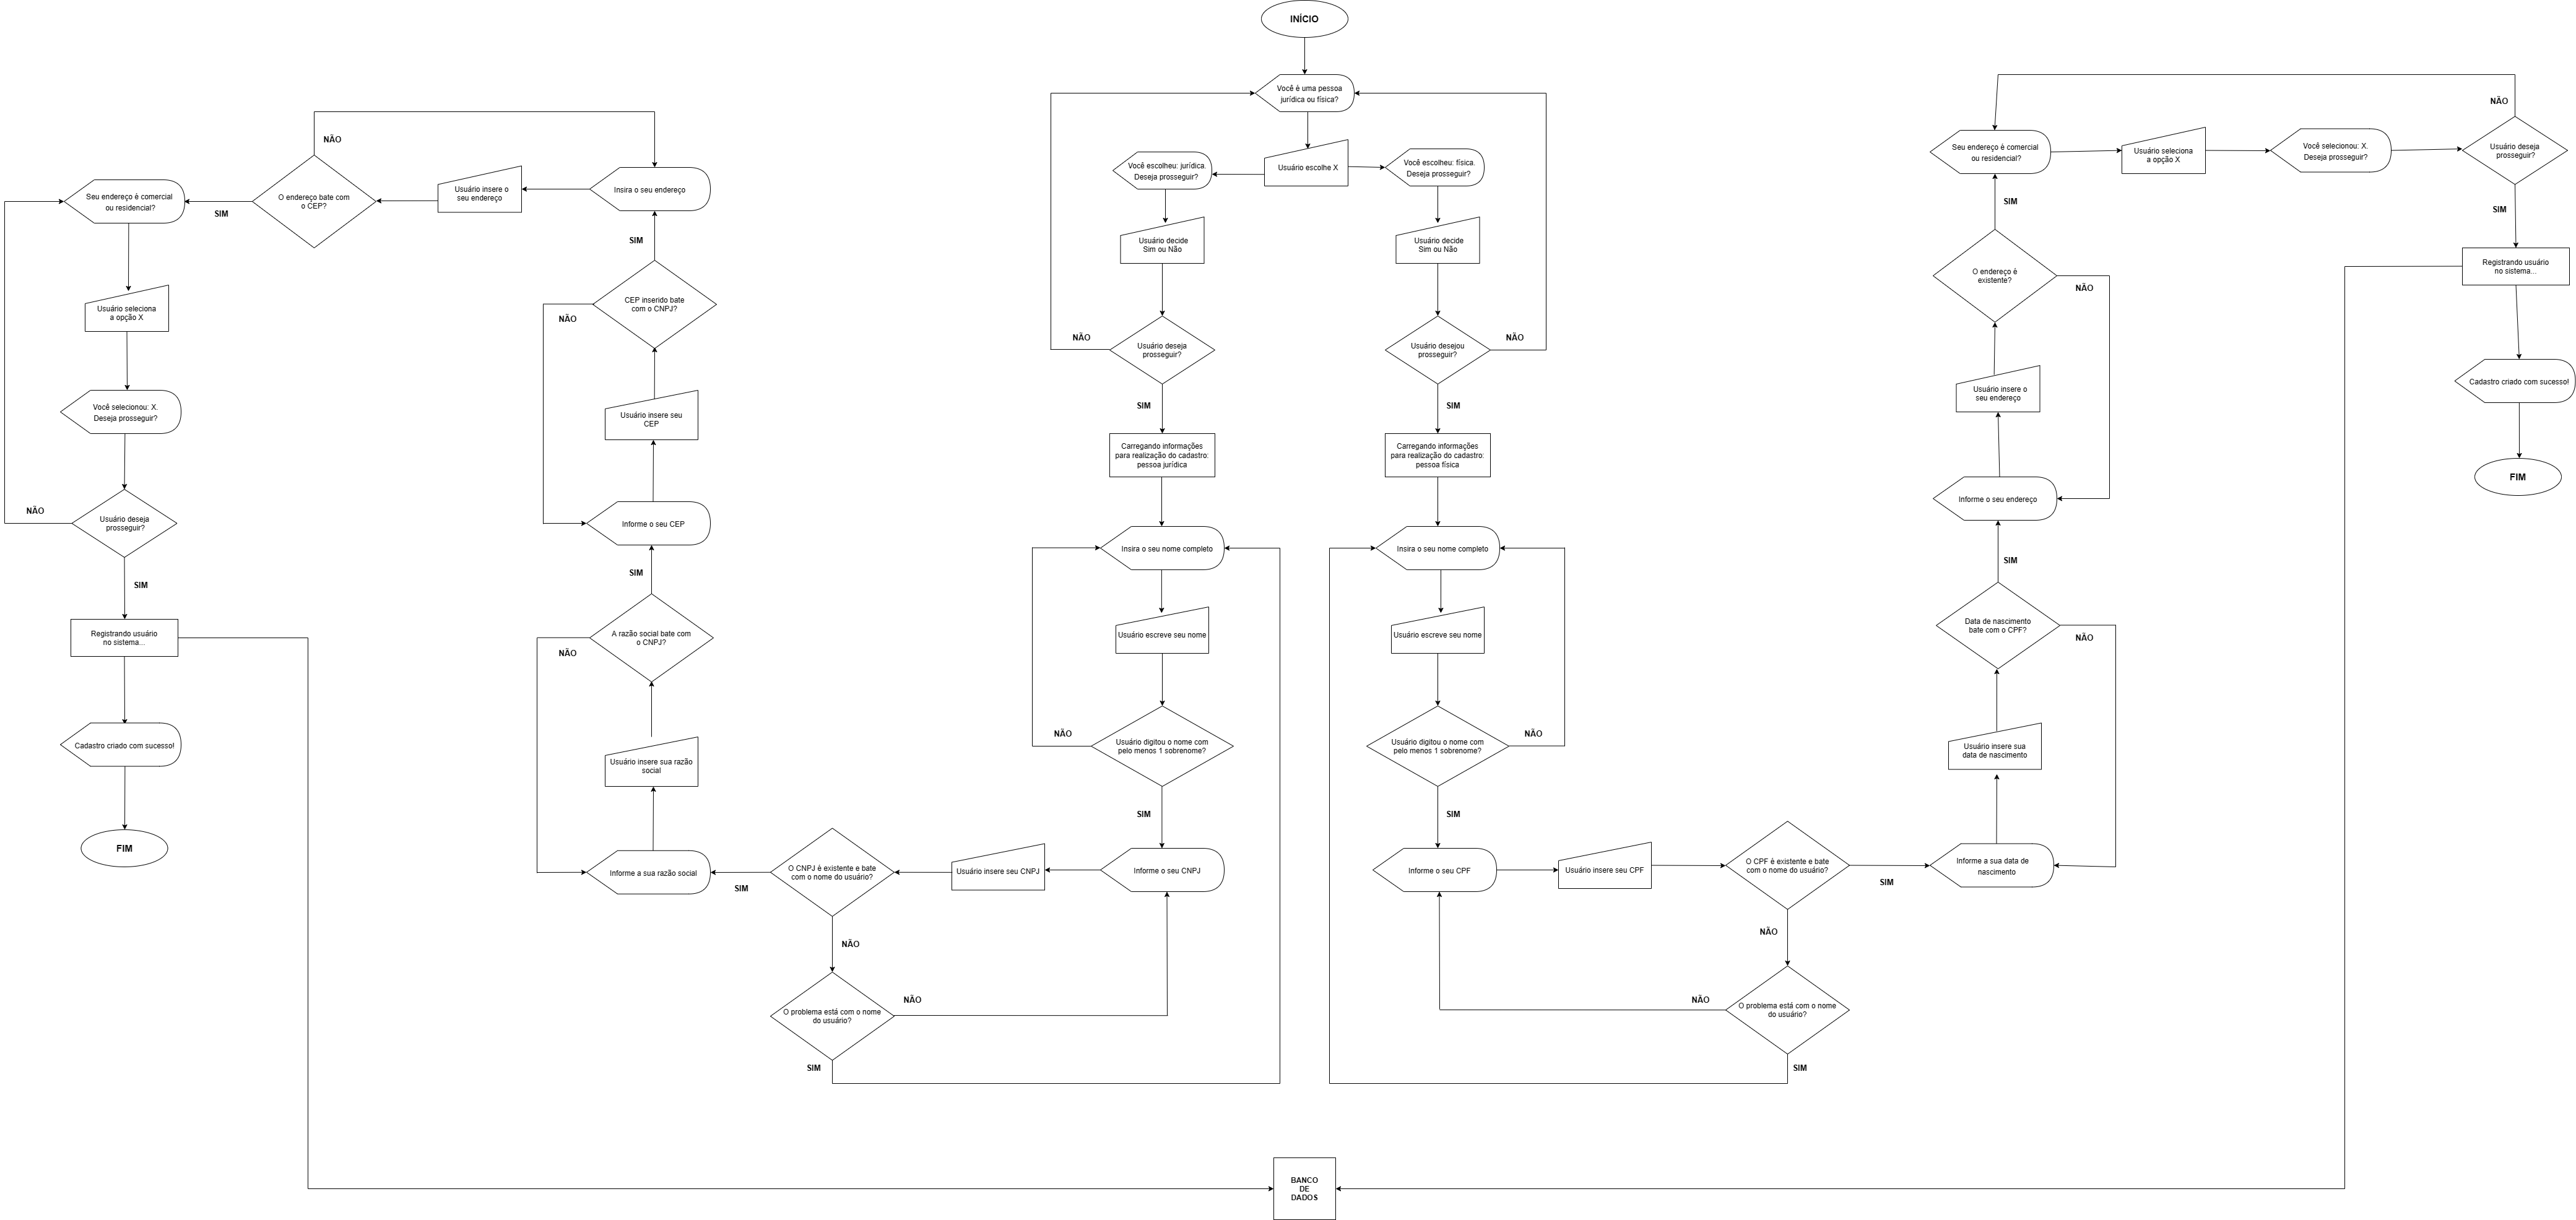 INÍCIO
Você é uma pessoa
jurídica ou física?
Usuário escolhe X
Você escolheu: jurídica.
Deseja prosseguir?
Usuário decide
Sim ou Não
Usuário deseja
prosseguir?
NÃO
SIM
Carregando informações
para realização do cadastro:
pessoa jurídica
Insira o seu nome completo
Usuário escreve seu nome
Usuário digitou o nome com
pelo menos 1 sobrenome?
NÃO
SIM
Informe o seu CNPJ
Usuário insere seu CNPJ
O CNPJ é existente e bate
com o nome do usuário?
SIM
NÃO
O problema está com o nome
do usuário?
NÃO
SIM
Informe a sua razão social
Usuário insere sua razão
social
A razão social bate com
o CNPJ?
NÃO
SIM
Informe o seu CEP
Usuário insere seu
CEP
CEP inserido bate
com o CNPJ?
NÃO
SIM
Insira o seu endereço
Usuário insere o
seu endereço
O endereço bate com
o CEP?
NÃO
SIM
Seu endereço é comercial
ou residencial?
Usuário seleciona
a opção X
Você selecionou: X.
Deseja prosseguir?
Usuário deseja
prosseguir?
NÃO
SIM
Registrando usuário
no sistema...
Cadastro criado com sucesso!
FIM
Você escolheu: física.
Deseja prosseguir?
Usuário decide
Sim ou Não
Usuário desejou
prosseguir?
NÃO
SIM
Carregando informações
para realização do cadastro:
pessoa física
Insira o seu nome completo
Usuário escreve seu nome
Usuário digitou o nome com
pelo menos 1 sobrenome?
NÃO
SIM
Informe o seu CPF
Usuário insere seu CPF
O CPF é existente e bate
com o nome do usuário?
SIM
NÃO
O problema está com o nome
do usuário?
NÃO
SIM
Informe a sua data de
nascimento
Usuário insere sua
data de nascimento
Data de nascimento
bate com o CPF?
NÃO
SIM
Informe o seu endereço
Usuário insere o
seu endereço
O endereço é
existente?
NÃO
SIM
Seu endereço é comercial
ou residencial?
Usuário seleciona
a opção X
Você selecionou: X.
Deseja prosseguir?
Usuário deseja
prosseguir?
NÃO
SIM
Registrando usuário
no sistema...
Cadastro criado com sucesso!
FIM
BANCO
DE
DADOS